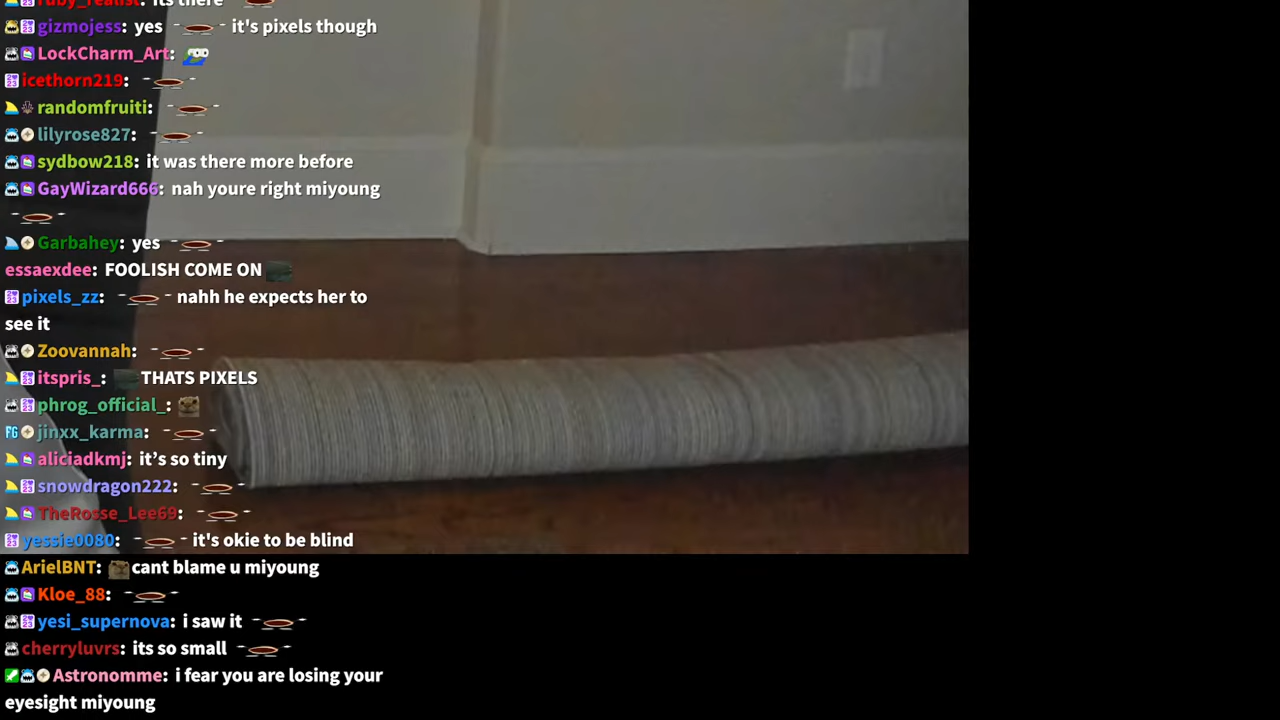 ruby_realist: its there
gizmojess: yes it's pixels though
LockCharm_Art:
icethorn219:
randomfruiti:
lilyrose827:
sydbow218: it was there more before
GayWizard666: nah youre right miyoung
Garbahey: yes
essaexdee: FOOLISH COME ON
pixels_zz: nahh he expects her to
see it
Zoovannah:
itspris_: THATS PIXELS
phrog_official_:
jinxx_karma:
aliciadkmj: it's so tiny
snowdragon222:
TheRosse_Lee69:
yessie0080: it's okie to be blind
ArielBNT: cant blame u miyoung
Kloe_88:
yesi_supernova: i saw it
cherryluvrs: its so small
Astronomme: i fear you are losing your
eyesight miyoung